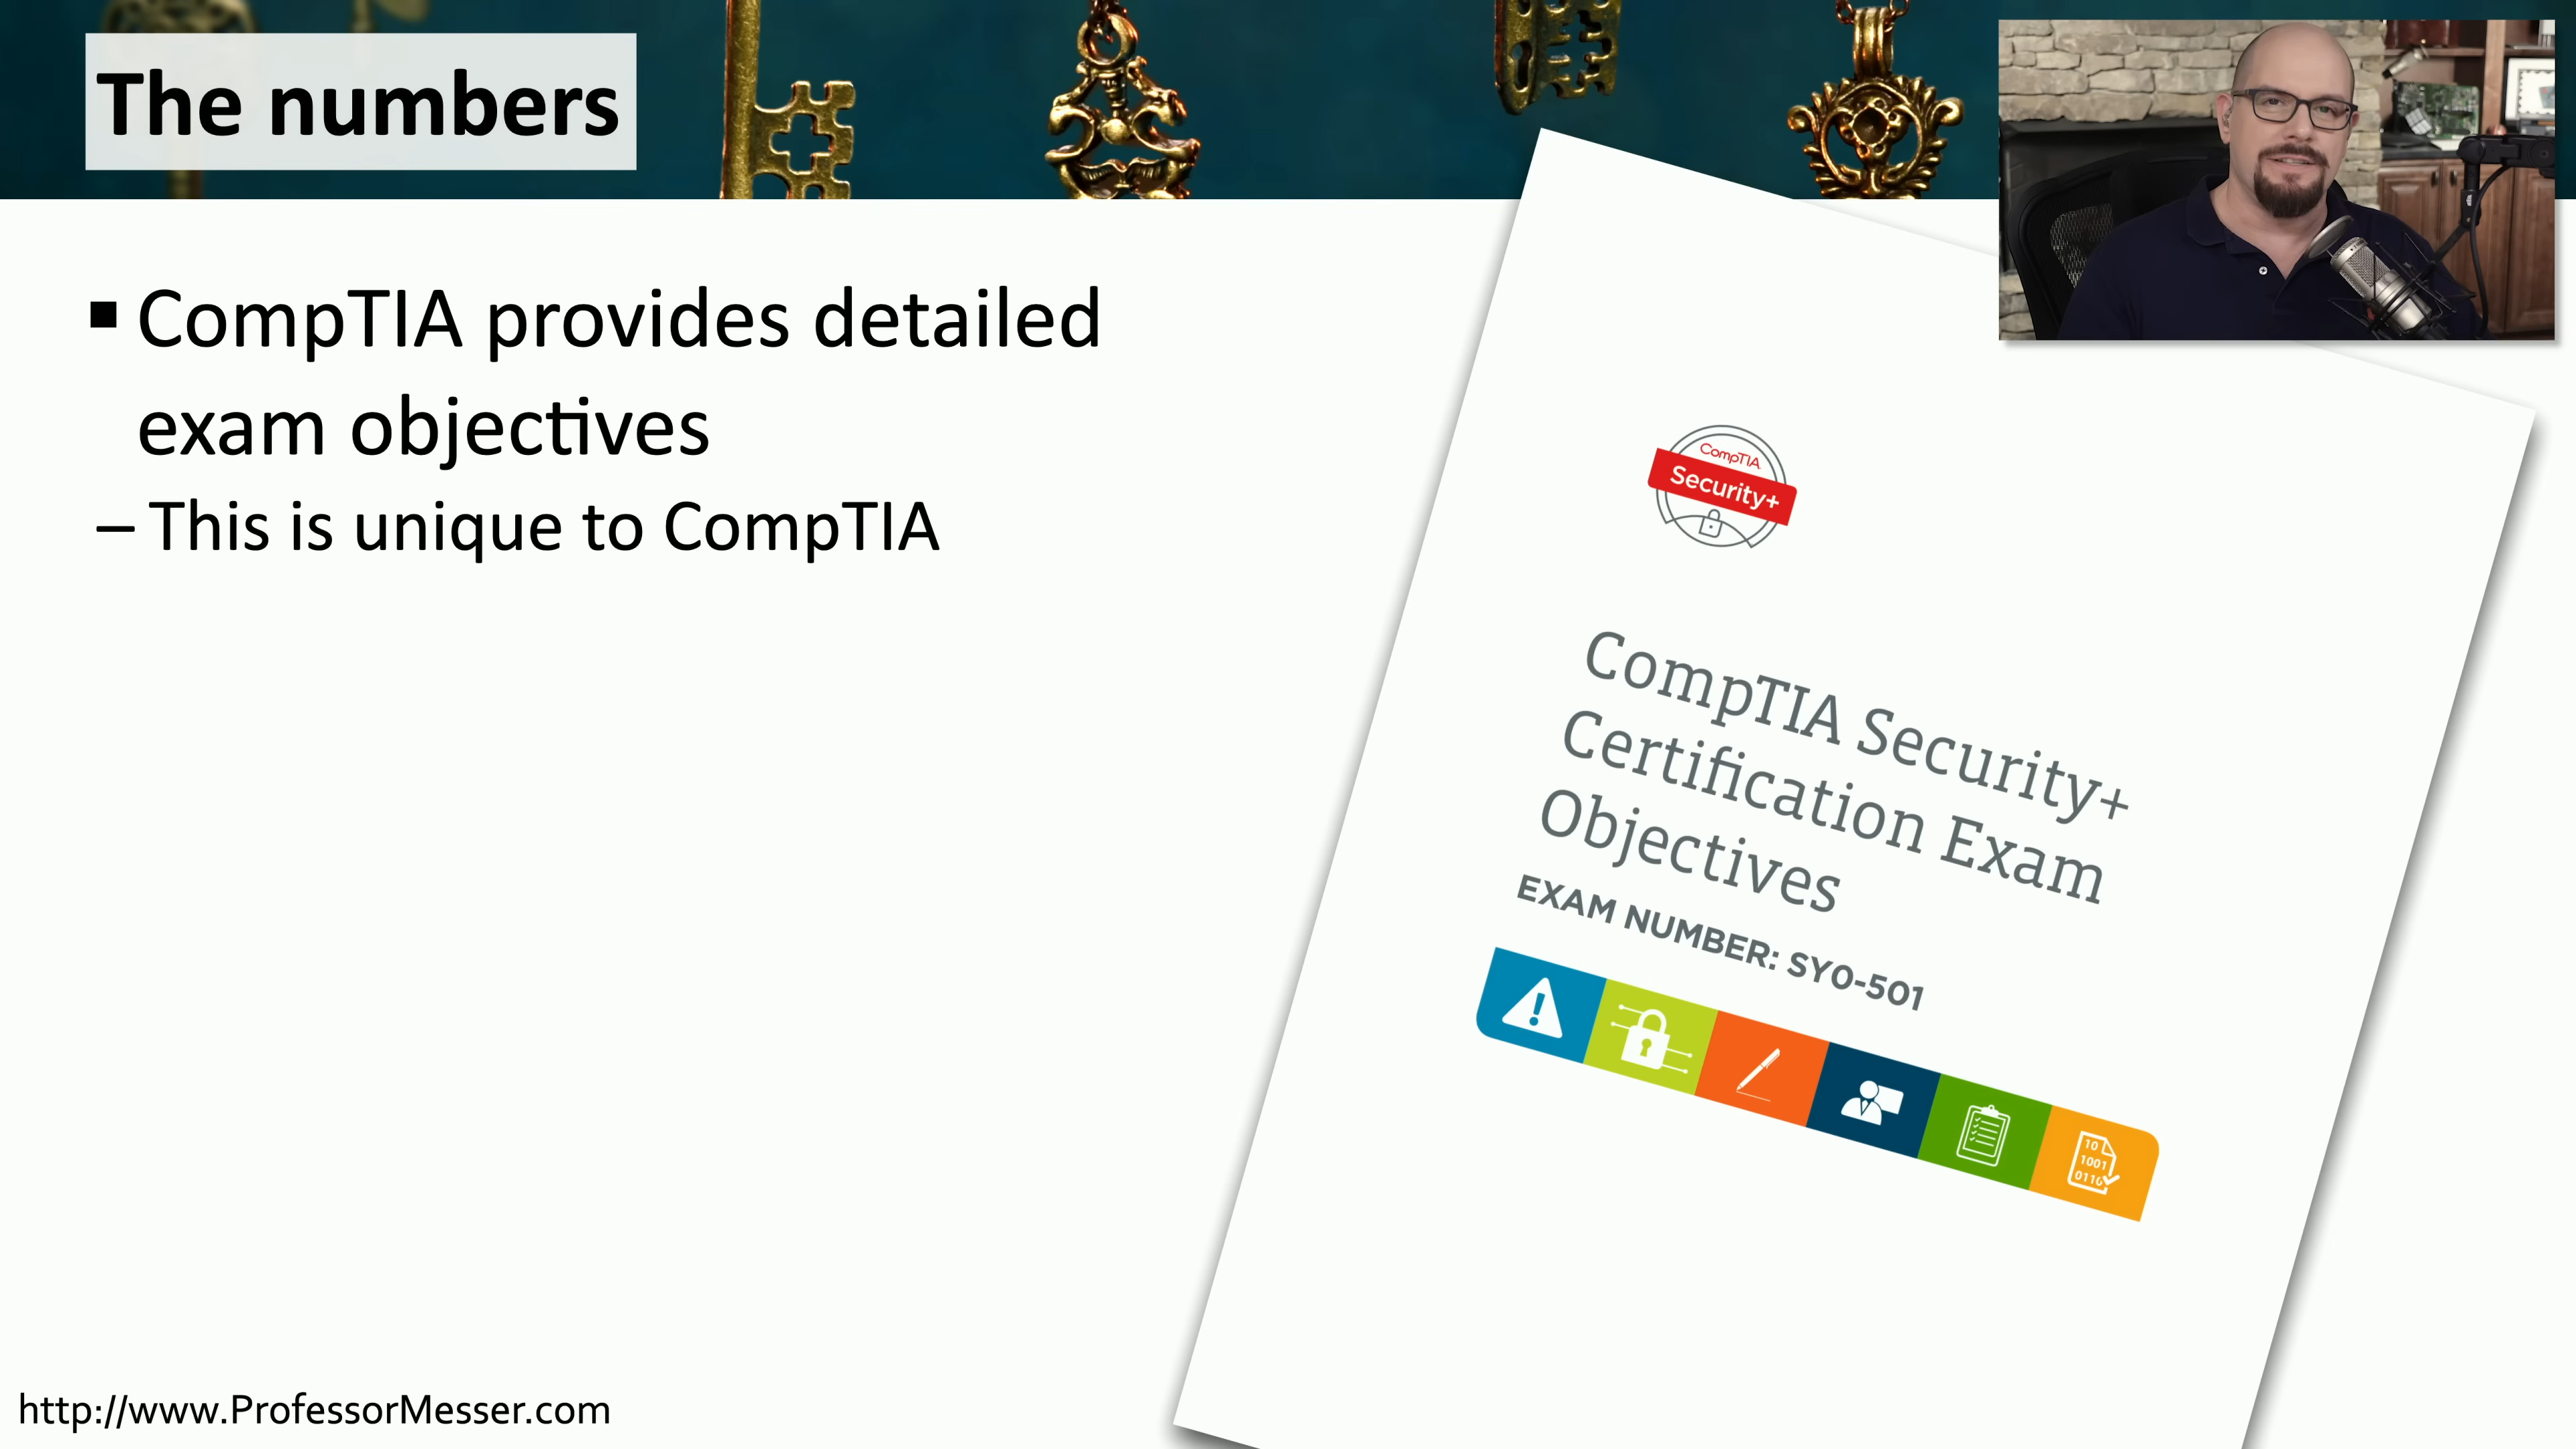 The numbers
▪ CompTIA provides detailed
exam objectives
– This is unique to CompTIA
CompTIA
Security+
CompTIA Security+
Certification Exam
Objectives
EXAM NUMBER: SY0-501
10
1001
0110
http://www.ProfessorMesser.com